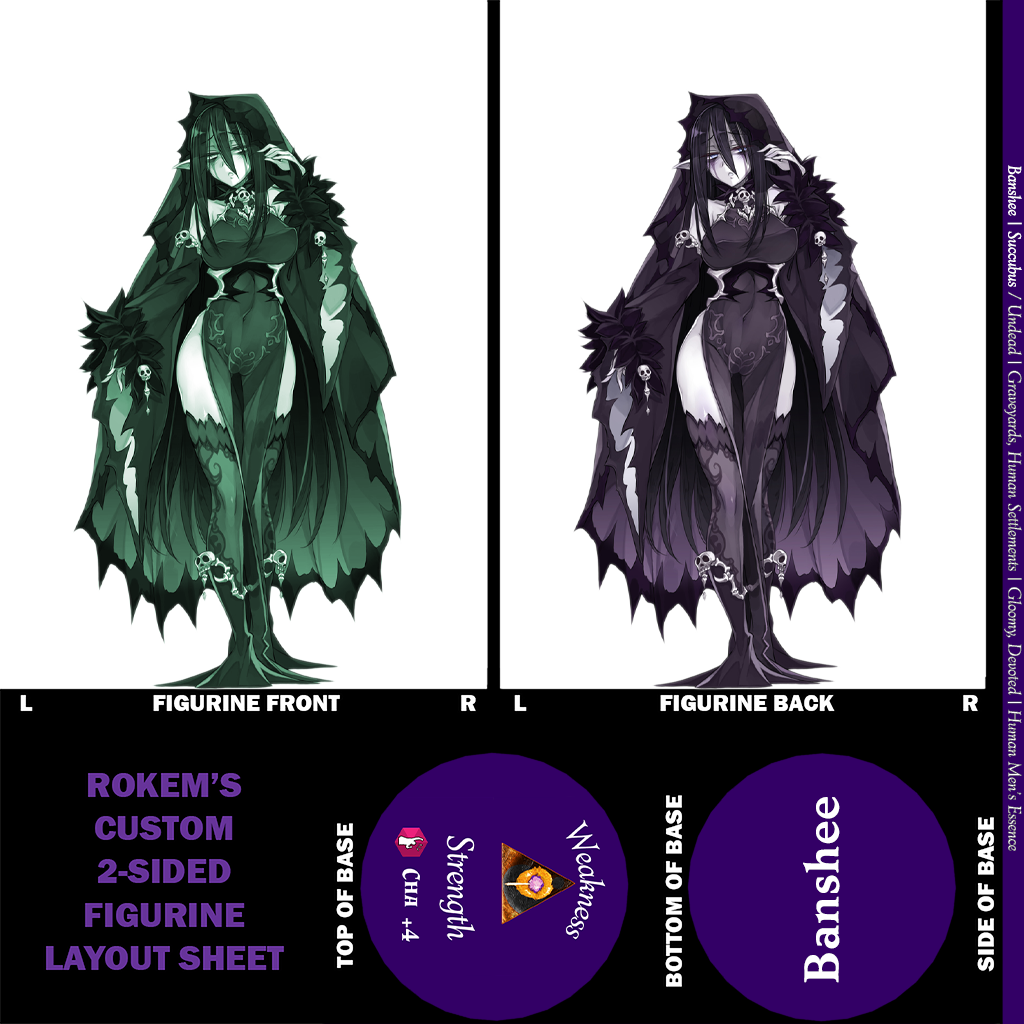 L
FIGURINE FRONT
R
L
FIGURINE BACK
R
Banshee | Succubus / Undead | Graveyards, Human Settlements | Gloomy, Devoted | Human Men's Essence
ROKEM'S
CUSTOM
2-SIDED
FIGURINE
LAYOUT SHEET
TOP OF BASE
Weakness
Strength
CHA +4
BOTTOM OF BASE
Banshee
SIDE OF BASE